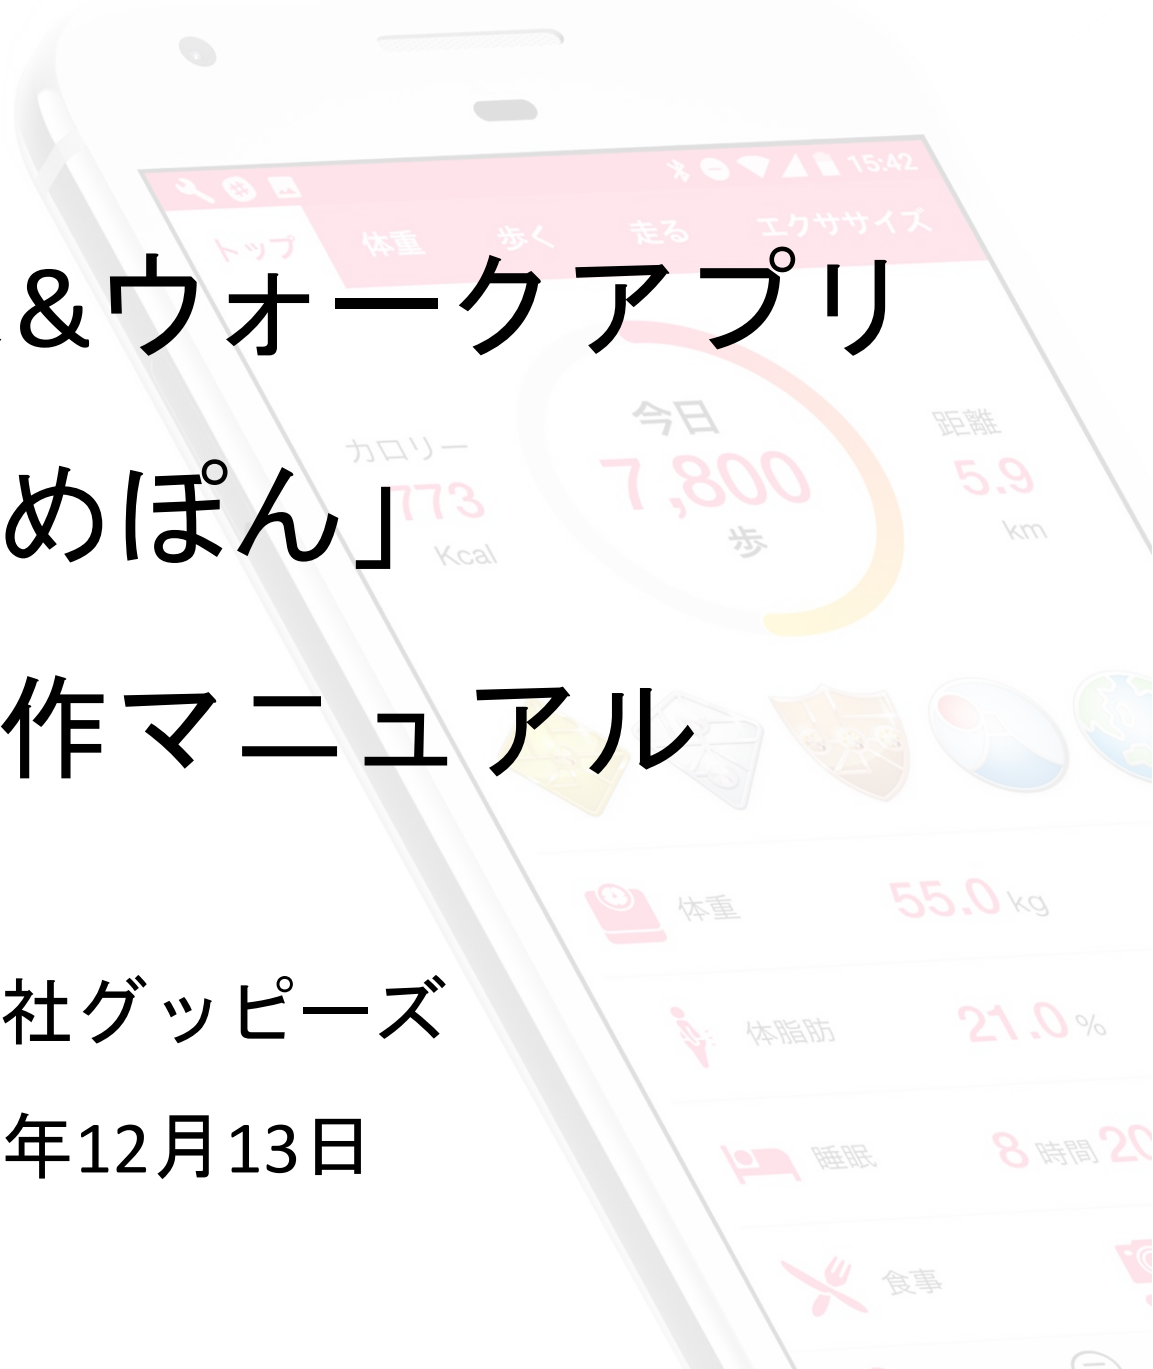 &ウォークアプリ
めぽん」
作マニュアル
社グッピーズ
年12月13日
15:42
トップ 体重 歩く 走る エクササイズ
カロリー 今日 距離
773 7,800 5.9
Kcal 歩 km
体重 55.0 kg
体脂肪 21.0 %
睡眠 8 時間 20
食事